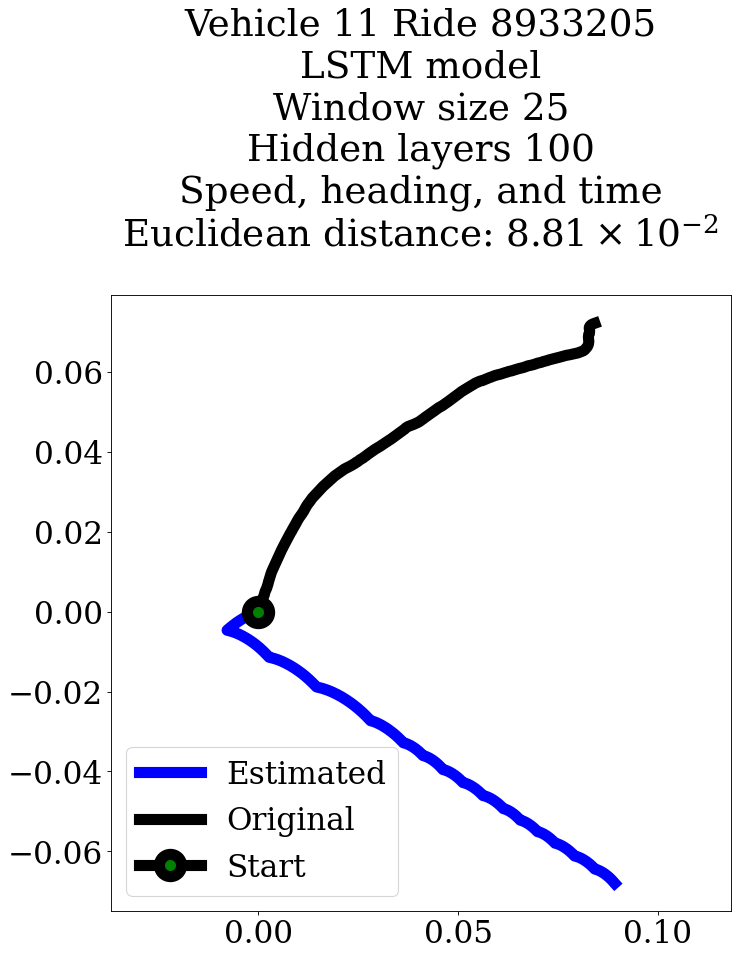 Vehicle 11 Ride 8933205
LSTM model
Window size 25
Hidden layers 100
Speed, heading, and time
Euclidean distance: 8.81 × 10⁻²
0.06
0.04
0.02
0.00
−0.02
−0.04
−0.06
Estimated
Original
Start
0.00 0.05 0.10